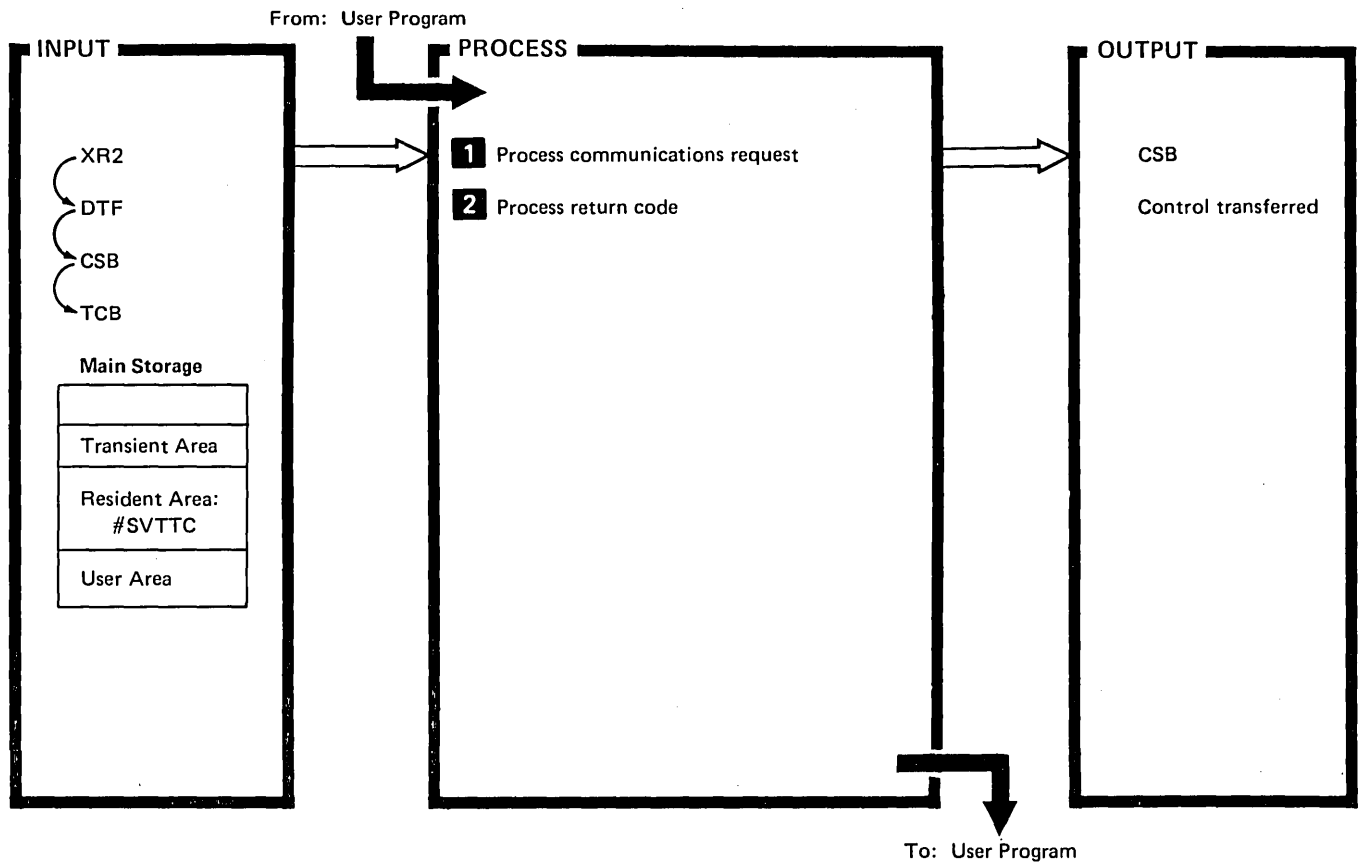 From: User Program
INPUT
PROCESS
OUTPUT
XR2
DTF
CSB
TCB
Main Storage
Transient Area
Resident Area:
#SVTTC
User Area
1 Process communications request
2 Process return code
CSB
Control transferred
To: User Program